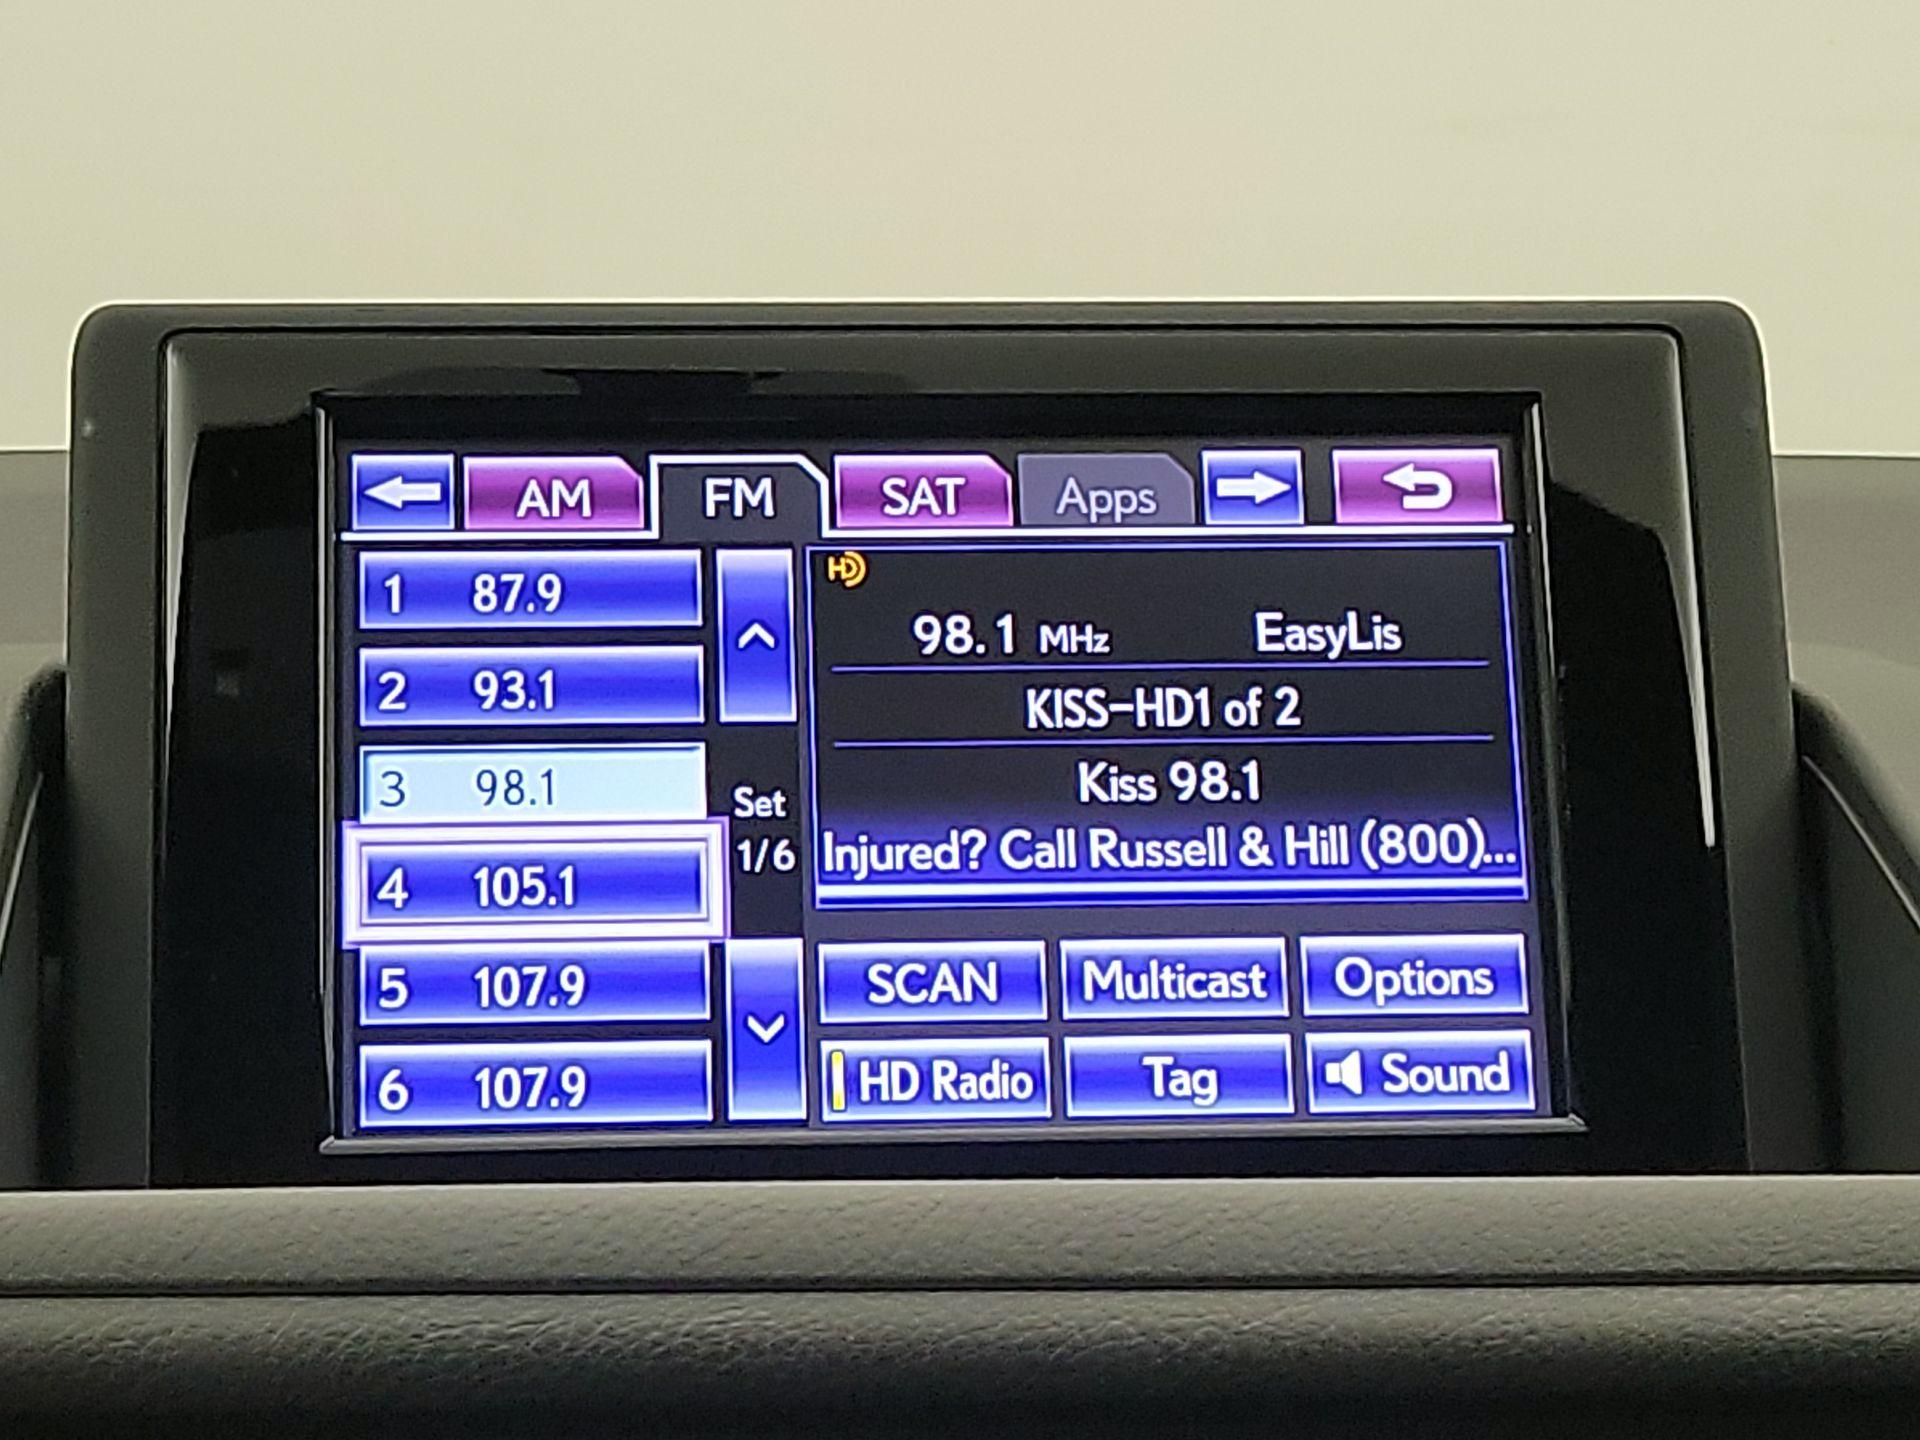 AM FM SAT Apps
1 87.9
2 93.1
3 98.1
4 105.1
5 107.9
6 107.9
Set
1/6
HD
98.1 MHz EasyLis
KISS-HD1 of 2
Kiss 98.1
Injured? Call Russell & Hill (800)...
SCAN Multicast Options
HD Radio Tag Sound